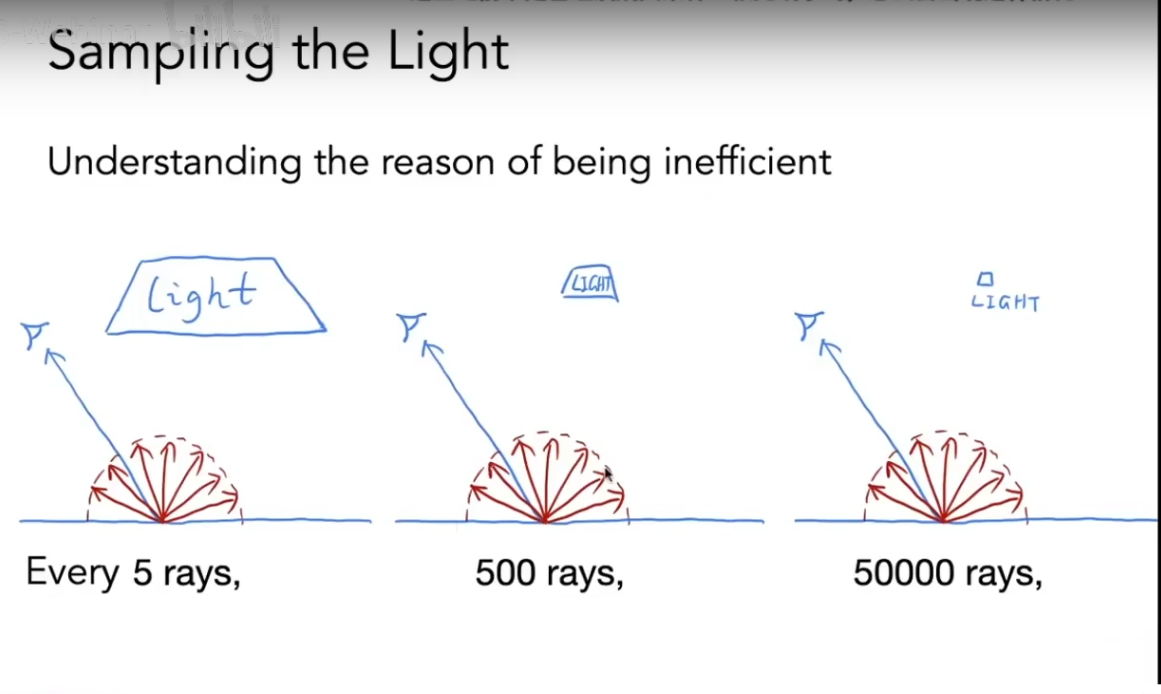 Sampling the Light
Understanding the reason of being inefficient
Light
LIGHT
LIGHT
Every 5 rays,
500 rays,
50000 rays,